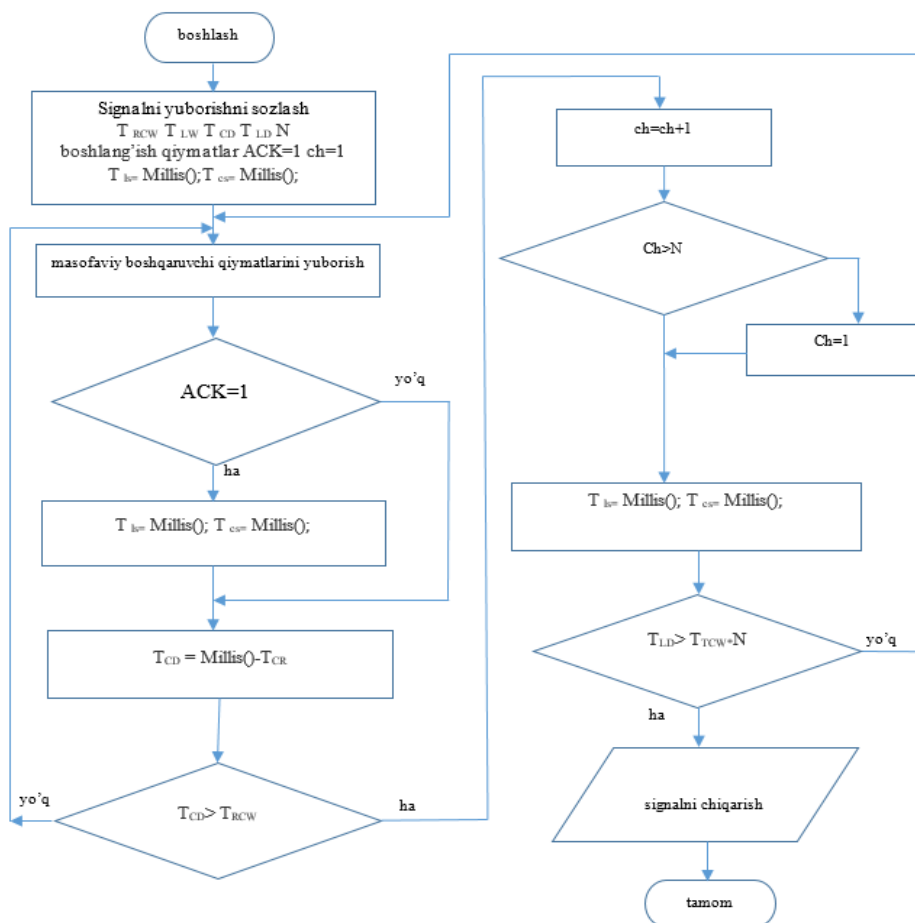 boshlash
Signalni yuborishni sozlash
T RCW T LW T CD T LD N
boshlang’ish qiymatlar ACK=1 ch=1
T ls= Millis();T cs= Millis();
masofaviy boshqaruvchi qiymatlarini yuborish
ACK=1
yo’q
ha
T ls= Millis(); T cs= Millis();
TCD = Millis()-TCR
yo’q
TCD> TRCW
ha
ch=ch+1
Ch>N
Ch=1
T ls= Millis(); T cs= Millis();
TLD> TTCW*N
yo’q
ha
signalni chiqarish
tamom